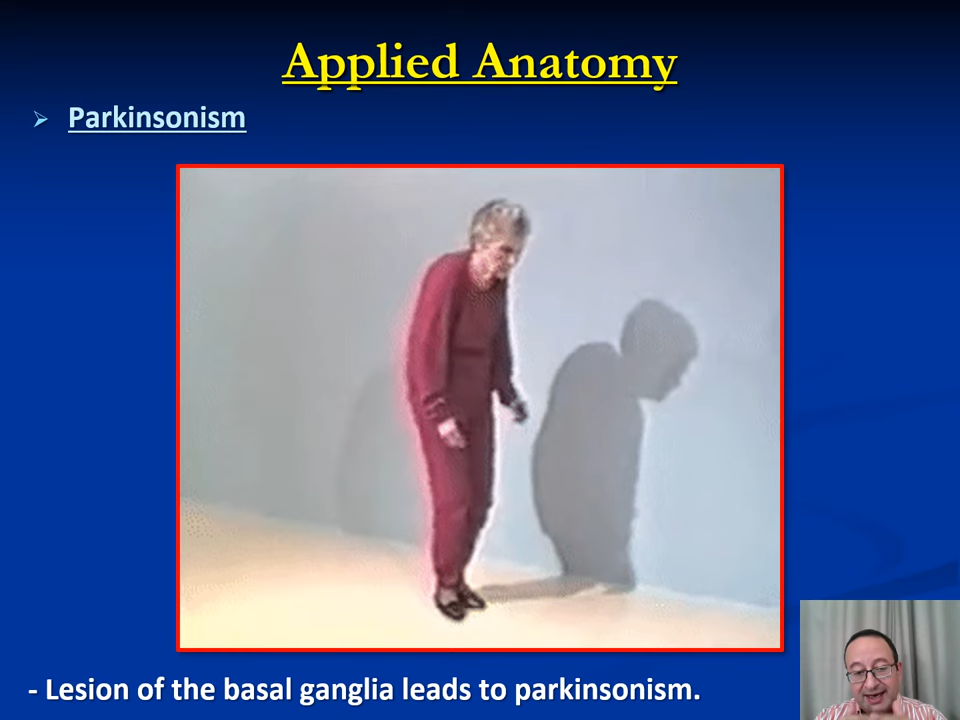 Applied Anatomy
Parkinsonism
- Lesion of the basal ganglia leads to parkinsonism.